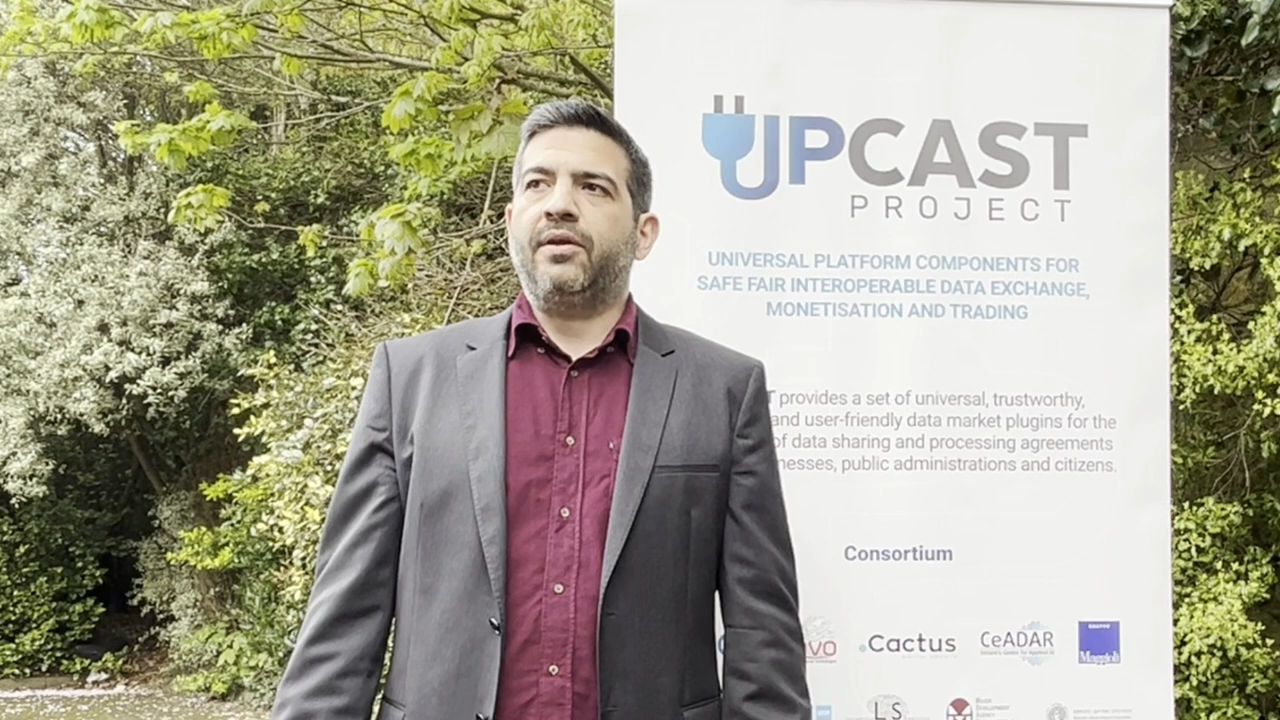 UPCAST
PROJECT
UNIVERSAL PLATFORM COMPONENTS FOR
SAFE FAIR INTEROPERABLE DATA EXCHANGE,
MONETISATION AND TRADING
provides a set of universal, trustworthy,
and user-friendly data market plugins for the
of data sharing and processing agreements
public administrations and citizens.
Consortium
Cactus
CeADAR
Maggioli
LS